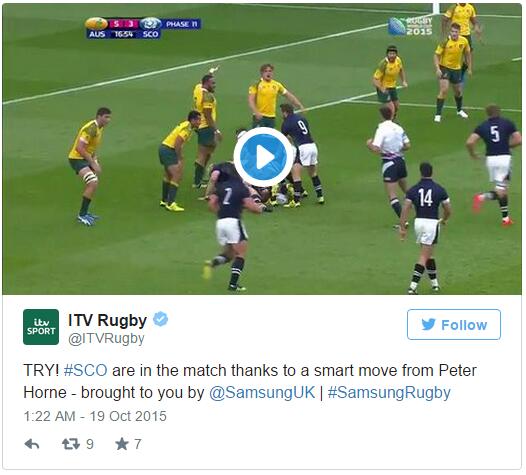 5 3 PHASE 11
AUS 16:54 SCO
RUGBY
WORLD CUP
2015
9
5
7
14
itv
SPORT
ITV Rugby
@ITVRugby
Follow
TRY! #SCO are in the match thanks to a smart move from Peter
Horne - brought to you by @SamsungUK | #SamsungRugby
1:22 AM - 19 Oct 2015
9 7